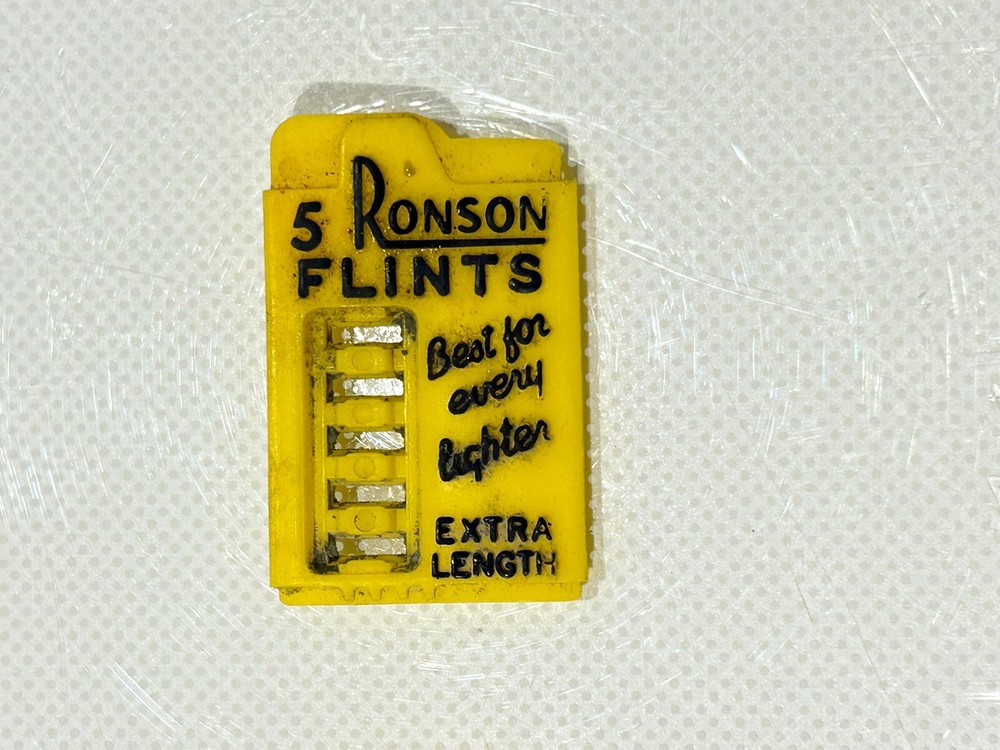 5 RONSON
FLINTS
Best for
every
lighter
EXTRA
LENGTH